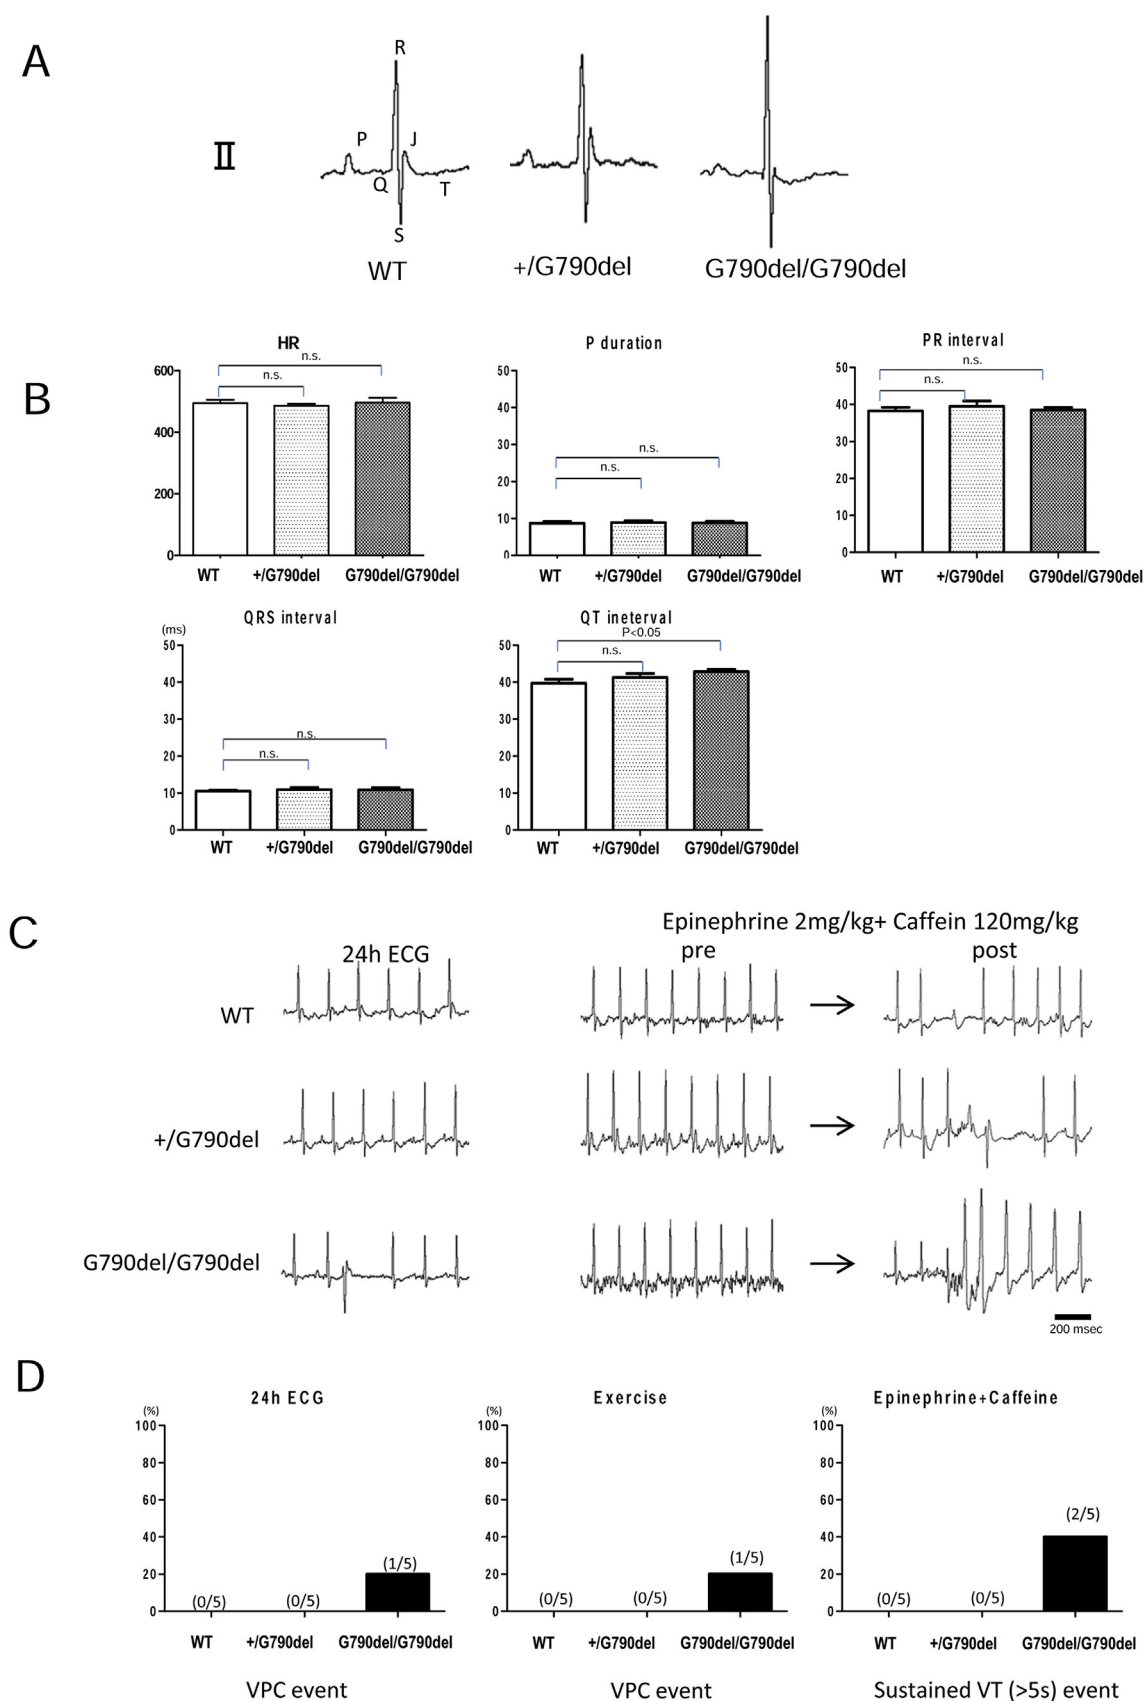 A
R
P
J
II
Q
T
S
WT
+/G790del
G790del/G790del
B
HR
n.s.
n.s.
600
400
200
0
WT
+/G790del
G790del/G790del
P duration
50
40
30
20
10
0
n.s.
n.s.
WT
+/G790del
G790del/G790del
PR interval
n.s.
n.s.
50
40
30
20
10
0
WT
+/G790del
G790del/G790del
QRS interval
(ms)
50
40
30
20
10
0
n.s.
n.s.
WT
+/G790del
G790del/G790del
QT ineterval
P<0.05
n.s.
50
40
30
20
10
0
WT
+/G790del
G790del/G790del
C
Epinephrine 2mg/kg+ Caffein 120mg/kg
24h ECG
pre
post
WT
+/G790del
G790del/G790del
200 msec
D
24h ECG
(%)
100
80
60
40
20
0
(0/5)
(0/5)
(1/5)
WT
+/G790del
G790del/G790del
VPC event
Exercise
(%)
100
80
60
40
20
0
(0/5)
(0/5)
(1/5)
WT
+/G790del
G790del/G790del
VPC event
Epinephrine+Caffeine
(%)
100
80
60
40
20
0
(0/5)
(0/5)
(2/5)
WT
+/G790del
G790del/G790del
Sustained VT (>5s) event